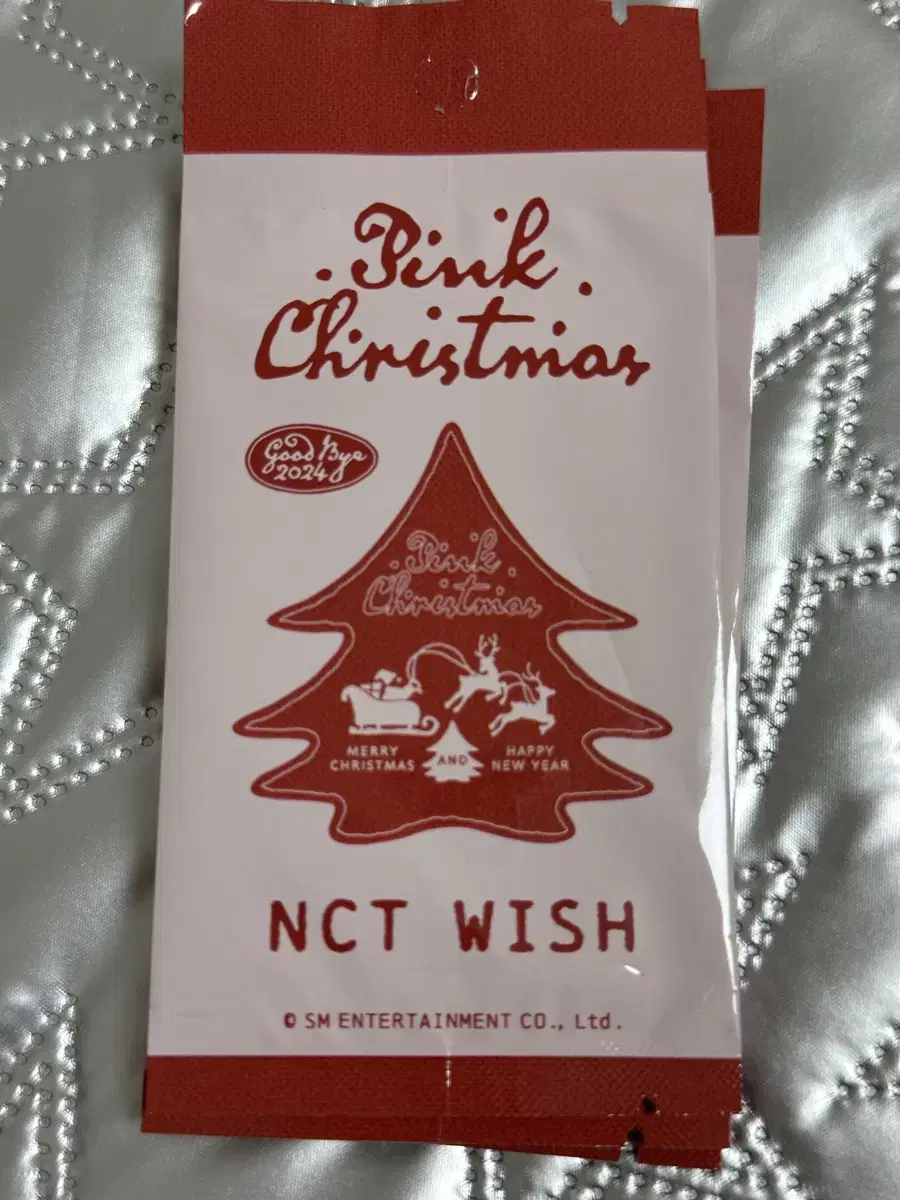 Pink
Christmas
Good Bye
2024
Pink
Christmas
MERRY
CHRISTMAS
AND
HAPPY
NEW YEAR
NCT WISH
© SM ENTERTAINMENT CO., Ltd.